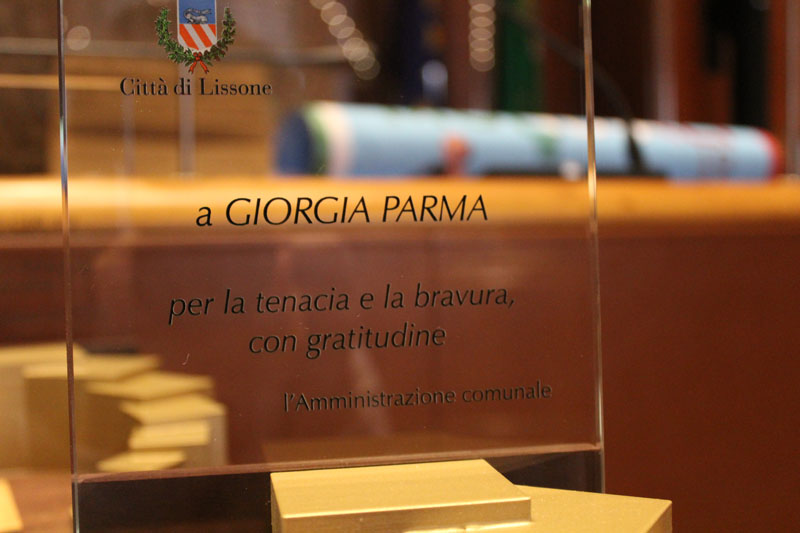 Città di Lissone
a GIORGIA PARMA
per la tenacia e la bravura,
con gratitudine
l'Amministrazione comunale